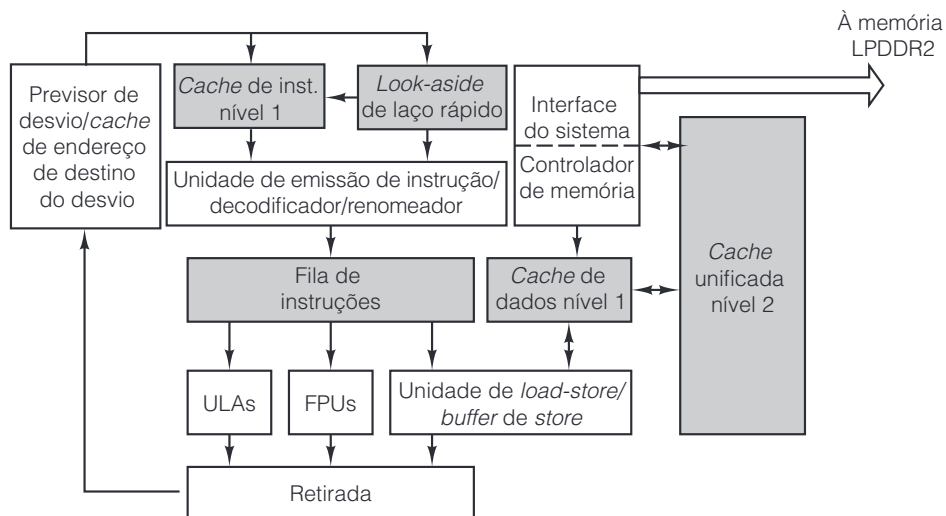 À memória
LPDDR2
Previsor de
desvio/cache
de endereço
de destino
do desvio
Cache de inst.
nível 1
Look-aside
de laço rápido
Interface
do sistema
Controlador
de memória
Unidade de emissão de instrução/
decodificador/renomeador
Cache
unificada
nível 2
Fila de
instruções
Cache de
dados nível 1
ULAs
FPUs
Unidade de load-store/
buffer de store
Retirada